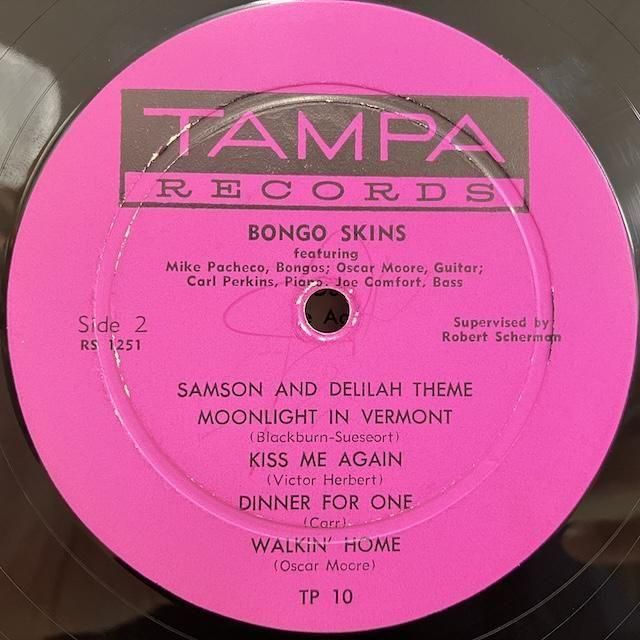 TAMPA
RECORDS
BONGO SKINS
featuring
Mike Pacheco, Bongos; Oscar Moore, Guitar;
Carl Perkins, Piano, Joe Comfort, Bass
Side 2
RS 1251
Supervised by
Robert Scherman
SAMSON AND DELILAH THEME
MOONLIGHT IN VERMONT
(Blackburn-Sueseort)
KISS ME AGAIN
(Victor Herbert)
DINNER FOR ONE
(Carr)
WALKIN' HOME
(Oscar Moore)
TP 10